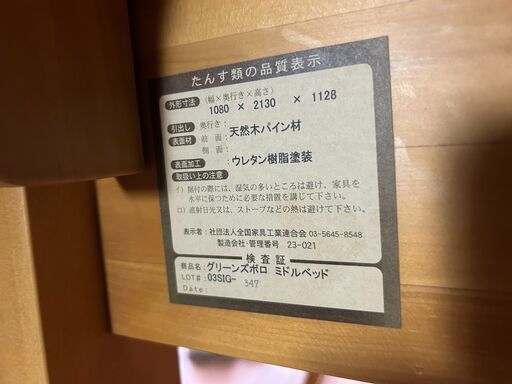 たんす類の品質表示
外形寸法 (幅×奥行き×高さ)
1080 × 2130 × 1128
引出し 奥行き:
表面材 前面: 天然木パイン材
側面:
表面加工: ウレタン樹脂塗装
取扱い上の注意
イ) 据付の際には、湿気の多いところは避け、家具を
水平に保つために必要な措置を講じて下さい。
ロ) 直射日光又は、ストーブなどの熱は避けて下さい。
表示者: 社団法人全国家具工業連合会 03-5645-8548
製造会社・管理番号 23-021
検査証
商品名: グリーンズボロ ミドルベッド
LOT#: 03SIG- 347
Date: